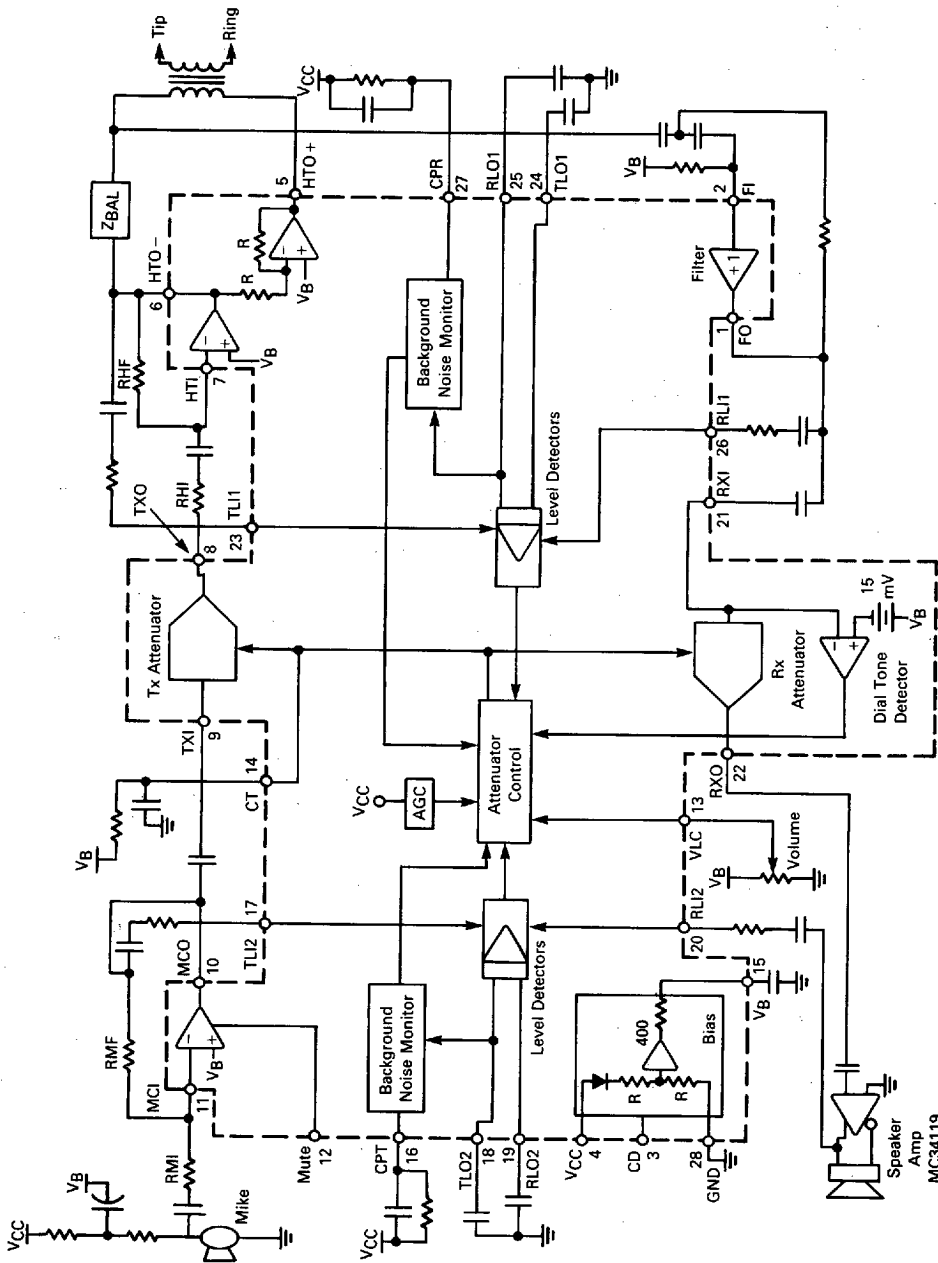 VCC
VB
Mike
RMI
MCI
11
RMF
VB
MCO
10
TLI2
17
VB
CT
14
TXI
9
Tx Attenuator
TXO
8
TLI1
23
RHI
RHF
HTI
7
VB
HTO−
6
ZBAL
R
R
VB
HTO+
5
Tip
Ring
Mute
12
VCC
CPT
16
Background
Noise Monitor
VCC
AGC
Attenuator
Control
Background
Noise Monitor
CPR
27
VCC
TLO2
18
19
RLO2
Level Detectors
Level Detectors
RLO1
25
24
TLO1
VCC
4
CD
3
28
GND
R
R
400
Bias
15
VB
RLI2
20
VB
VLC
13
Volume
RXO
22
Rx
Attenuator
Dial Tone
Detector
15
mV
VB
RXI
21
RLI1
26
FO
1
Filter
+1
2
FI
VB
Speaker
Amp
MC34119